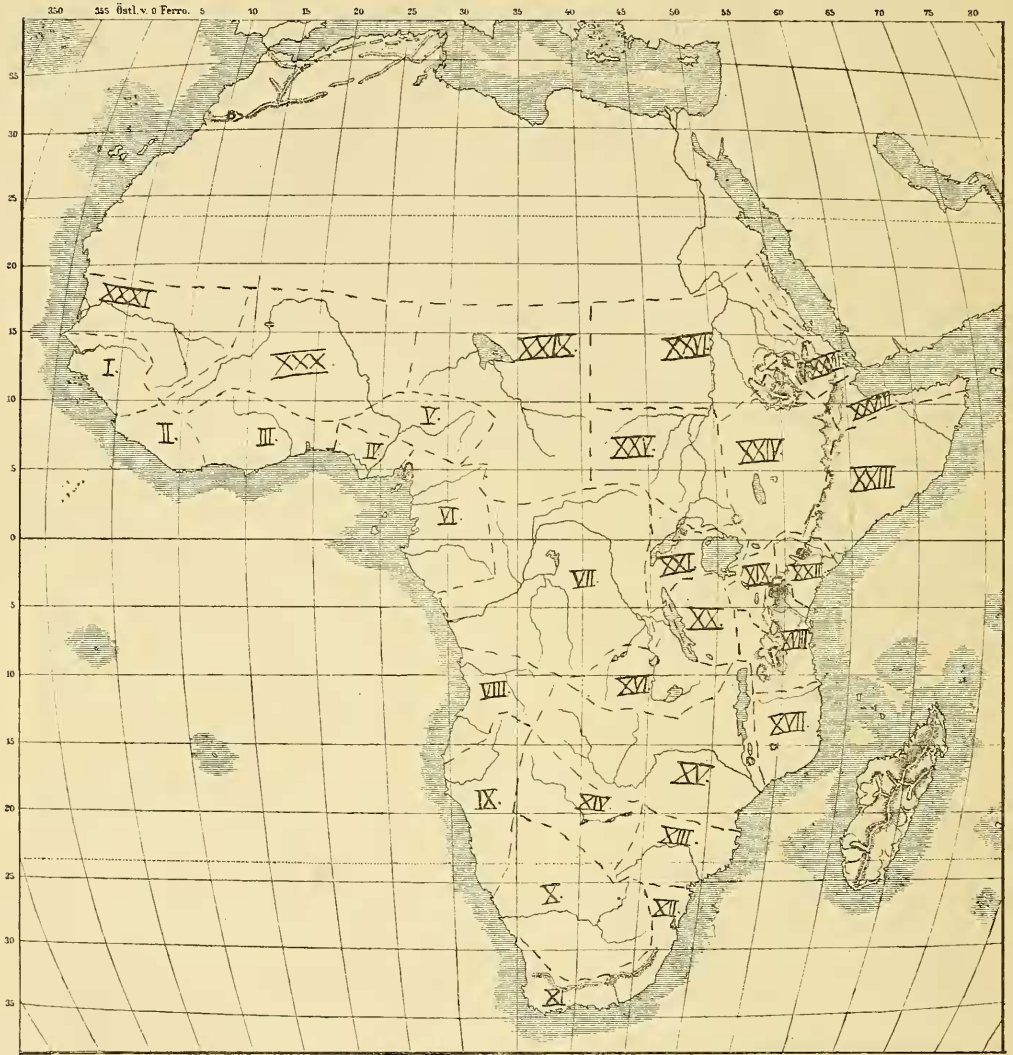 350 355 Östl. v. 0 Ferro. 5 10 15 20 25 30 35 40 45 50 55 60 65 70 75 80
35
30
25
20
XXXI
15
XXX XXIX XXVI
I. XXVIII
10
XXVII
V.
II. III. IV XXV XXIV
5
XXIII
VI.
0
XXI XIX XXII
VII
5
XX
XVIII
10
VIII XVI
XVII.
15
XV.
IX. XIV
20
XIII.
25
X. XII.
30
35
XI